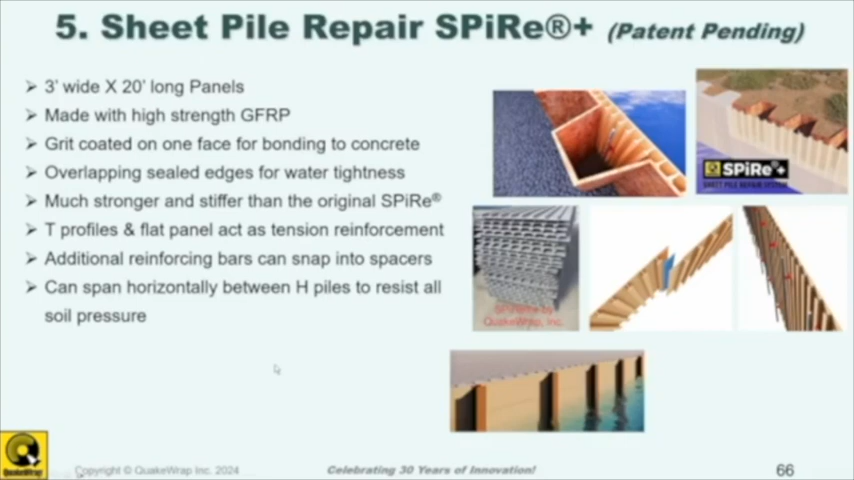 5. Sheet Pile Repair SPiRe®+ (Patent Pending)
➢ 3' wide X 20' long Panels
➢ Made with high strength GFRP
➢ Grit coated on one face for bonding to concrete
➢ Overlapping sealed edges for water tightness
➢ Much stronger and stiffer than the original SPiRe®
➢ T profiles & flat panel act as tension reinforcement
➢ Additional reinforcing bars can snap into spacers
➢ Can span horizontally between H piles to resist all
soil pressure
SPiRe®+
SHEET PILE REPAIR SYSTEM
by
QuakeWrap, Inc.
QuakeWrap
Copyright © QuakeWrap Inc. 2024
Celebrating 30 Years of Innovation!
66